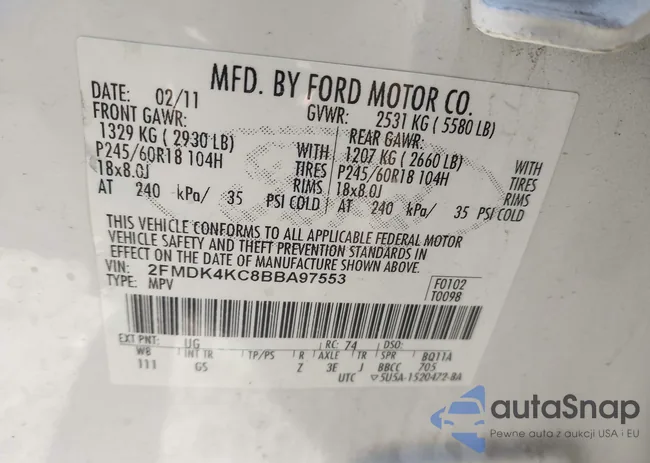 MFD. BY FORD MOTOR CO.
DATE: 02/11 GVWR: 2531 KG ( 5580 LB)
FRONT GAWR: REAR GAWR:
1329 KG ( 2930 LB) WITH 1207 KG ( 2660 LB) WITH
P245/60R18 104H TIRES P245/60R18 104H TIRES
18x8.0J RIMS 18x8.0J RIMS
AT 240 kPa/ 35 PSI COLD AT 240 kPa/ 35 PSI COLD
THIS VEHICLE CONFORMS TO ALL APPLICABLE FEDERAL MOTOR
VEHICLE SAFETY AND THEFT PREVENTION STANDARDS IN
EFFECT ON THE DATE OF MANUFACTURE SHOWN ABOVE.
VIN: 2FMDK4KC8BBA97553 F0102
TYPE: MPV T0098
EXT PNT: UG RC: 74 DSO:
WB INT TR TP/PS R AXLE TR SPR BQ11A
111 GS Z 3E J BBCC 705
UTC 5U5A-1520472-BA
autaSnap
Pewne auta z aukcji USA i EU